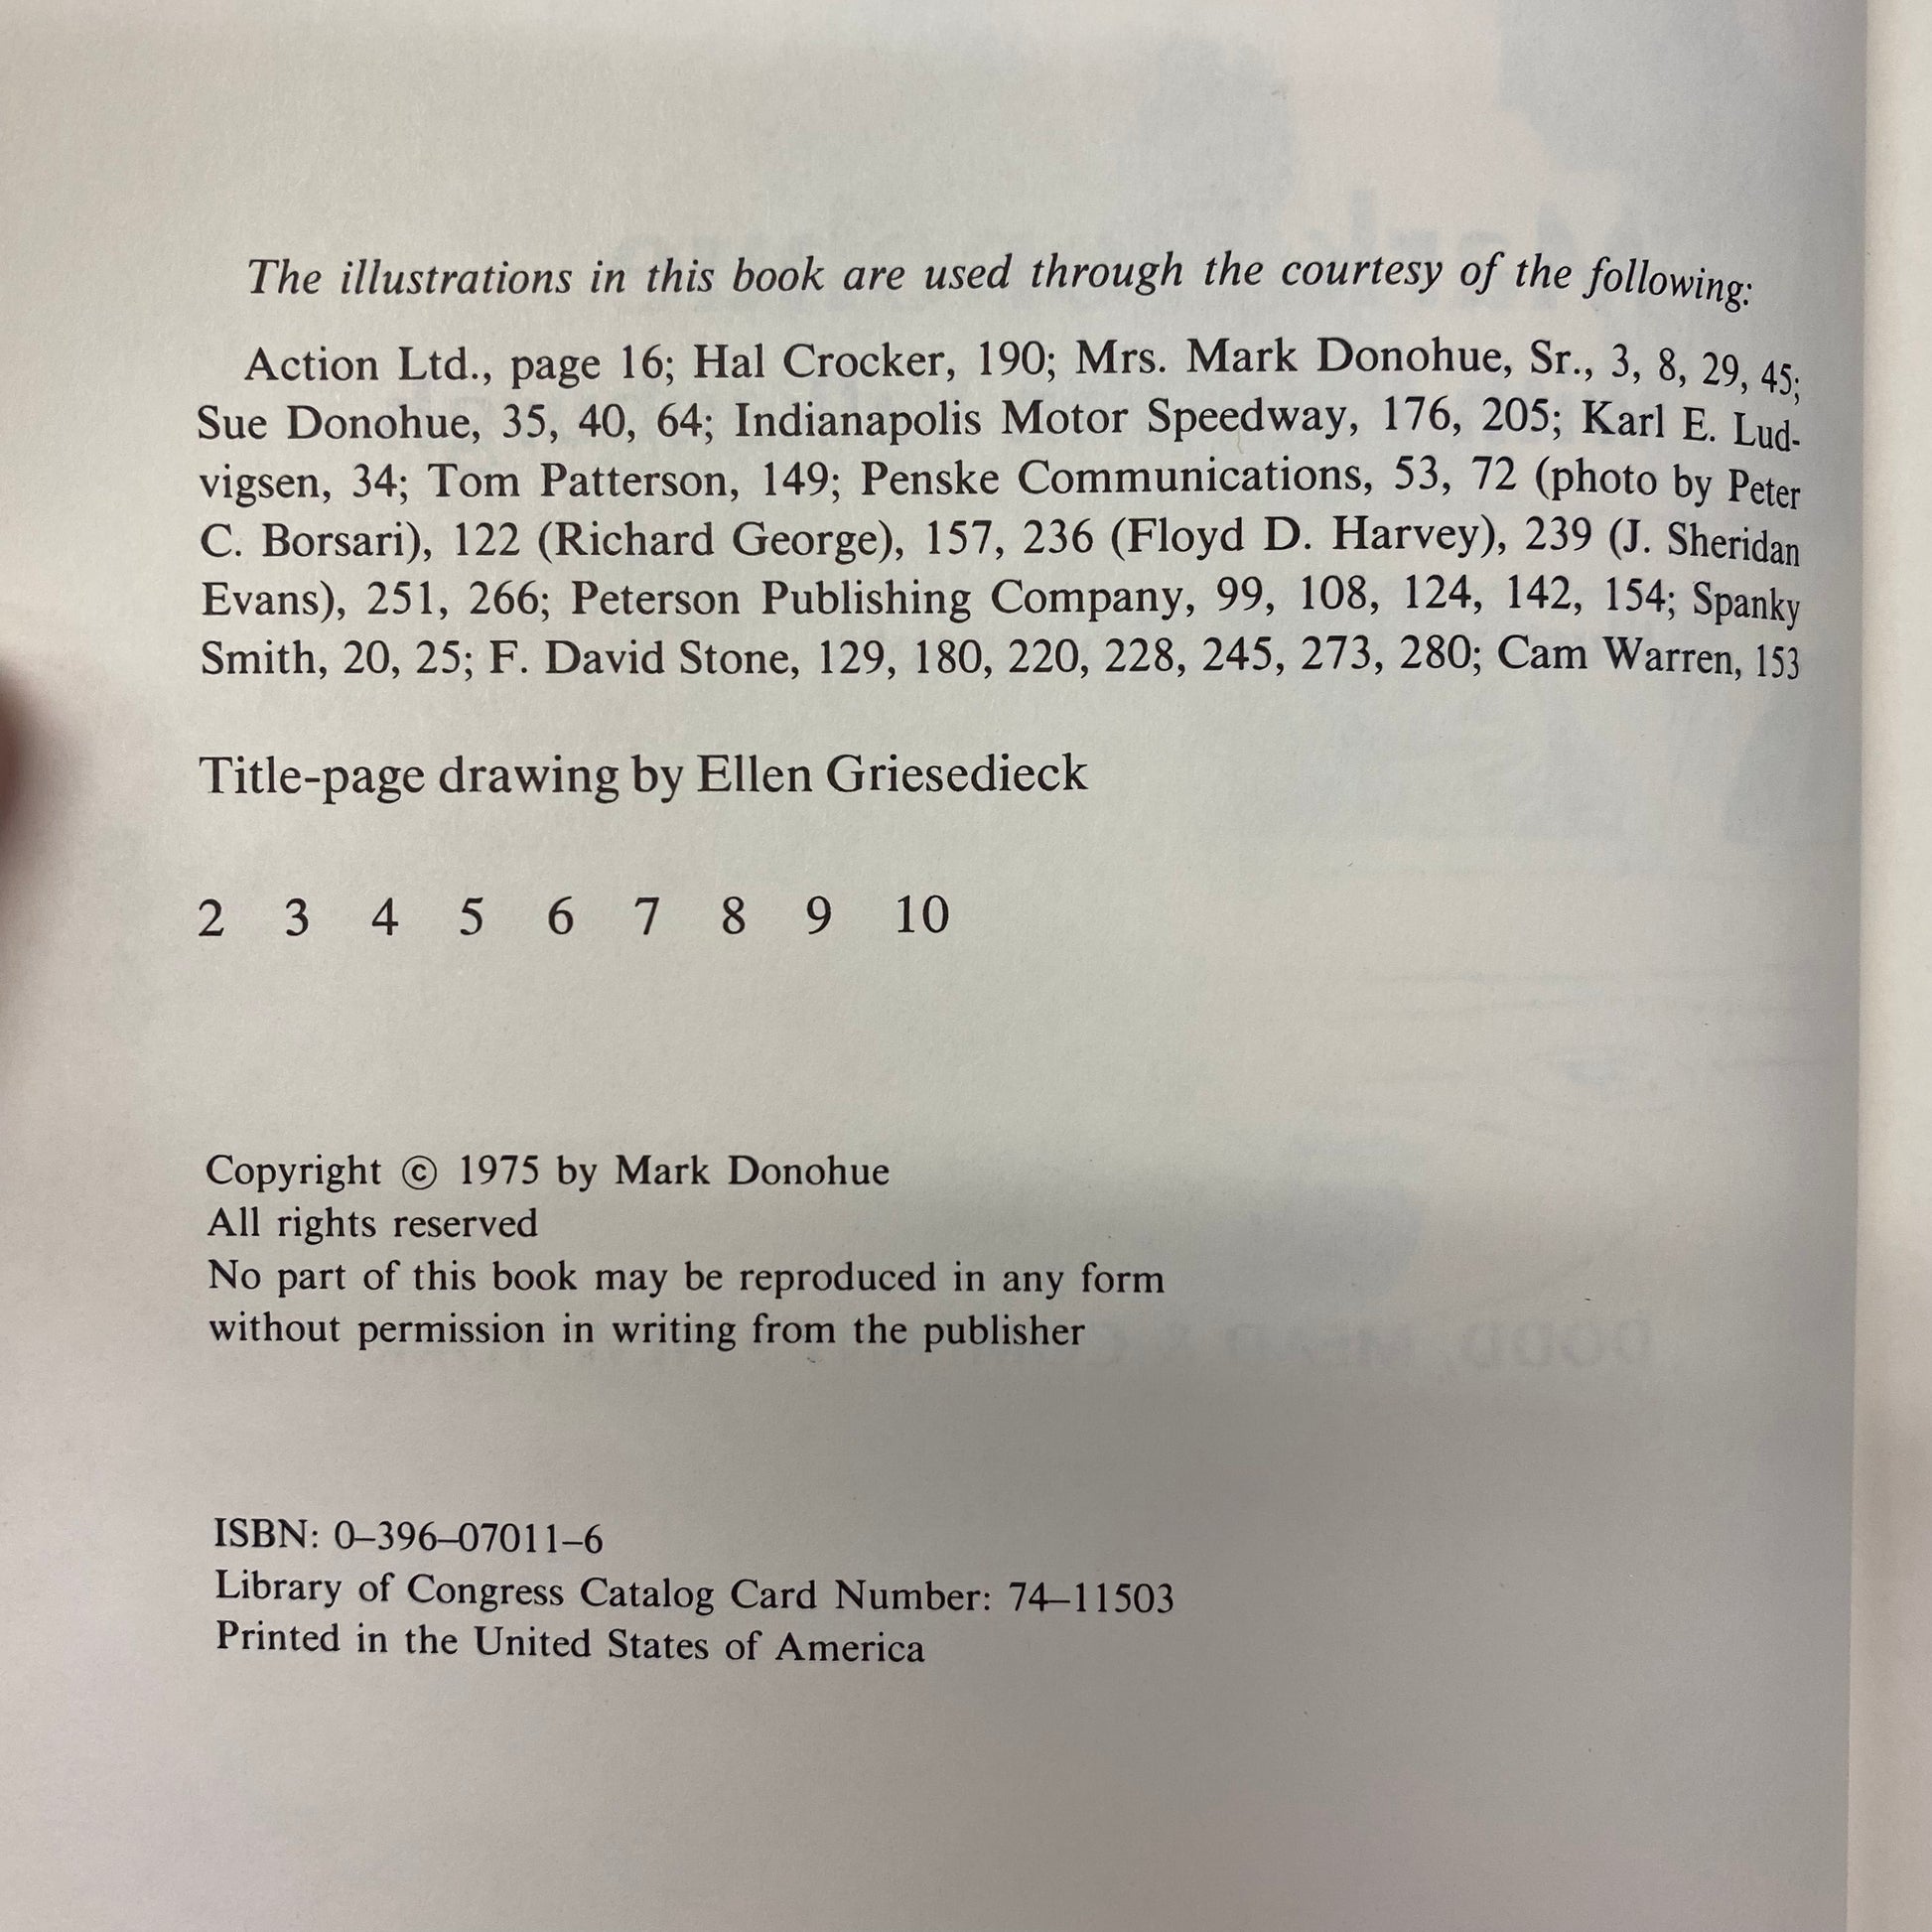 The illustrations in this book are used through the courtesy of the following:
Action Ltd., page 16; Hal Crocker, 190; Mrs. Mark Donohue, Sr., 3, 8, 29, 45;
Sue Donohue, 35, 40, 64; Indianapolis Motor Speedway, 176, 205; Karl E. Lud-
vigsen, 34; Tom Patterson, 149; Penske Communications, 53, 72 (photo by Peter
C. Borsari), 122 (Richard George), 157, 236 (Floyd D. Harvey), 239 (J. Sheridan
Evans), 251, 266; Peterson Publishing Company, 99, 108, 124, 142, 154; Spanky
Smith, 20, 25; F. David Stone, 129, 180, 220, 228, 245, 273, 280; Cam Warren, 153
Title-page drawing by Ellen Griesedieck
2 3 4 5 6 7 8 9 10
Copyright © 1975 by Mark Donohue
All rights reserved
No part of this book may be reproduced in any form
without permission in writing from the publisher
ISBN: 0–396–07011–6
Library of Congress Catalog Card Number: 74–11503
Printed in the United States of America